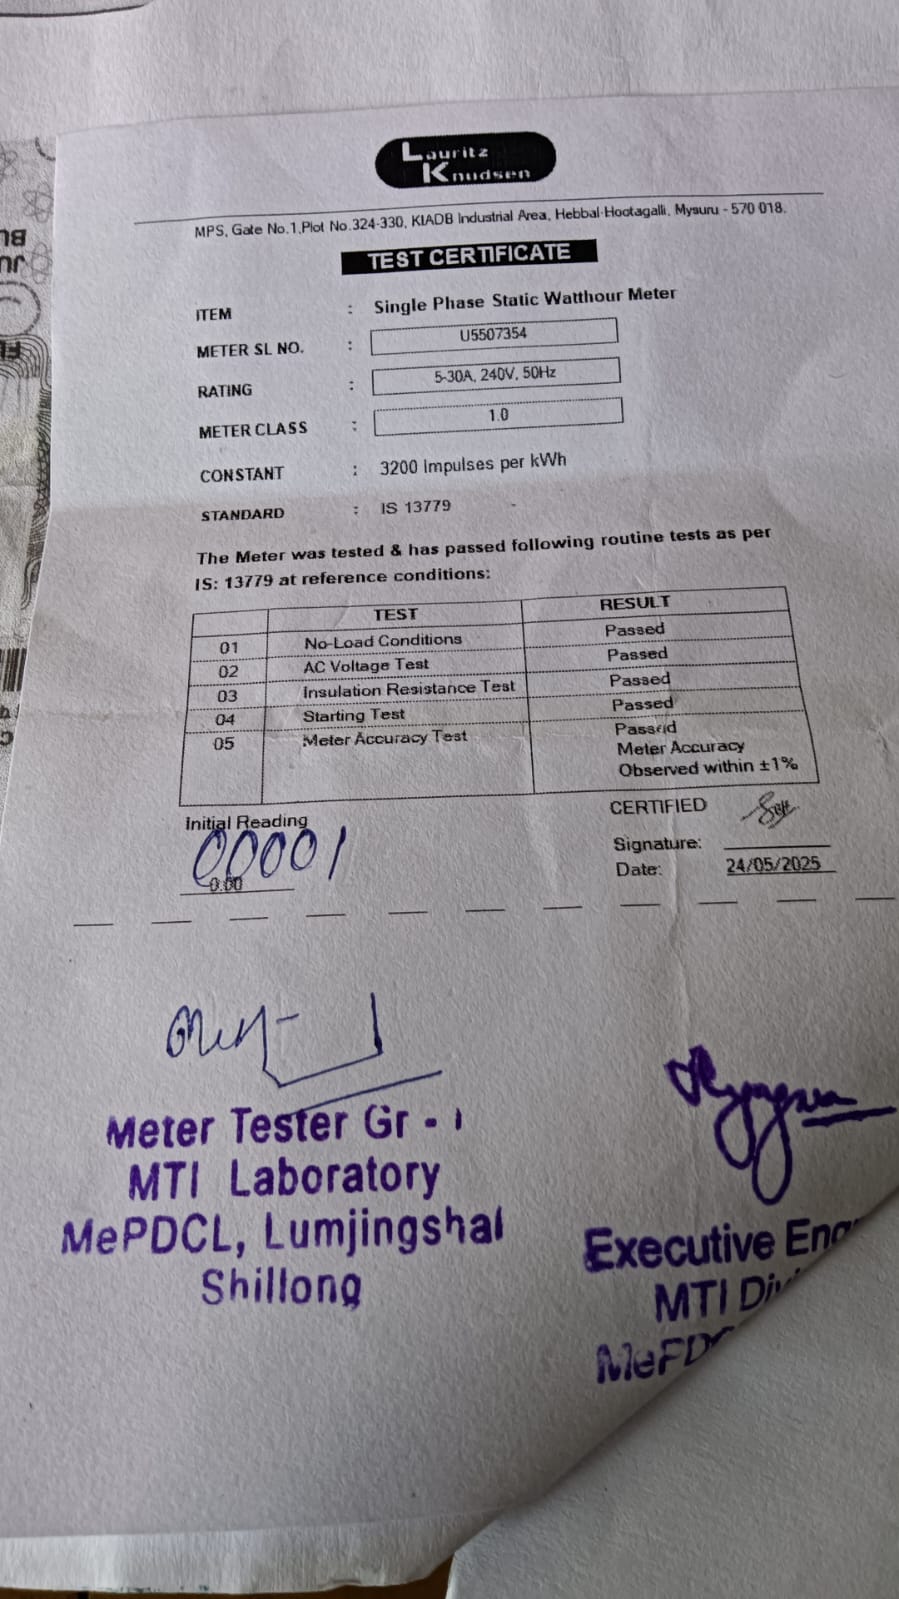 Lauritz
Knudsen
MPS, Gate No.1,Plot No.324-330, KIADB Industrial Area, Hebbal-Hootagalli, Mysuru - 570 018.
TEST CERTIFICATE
ITEM : Single Phase Static Watthour Meter
METER SL NO. : U5507354
RATING : 5-30A, 240V, 50Hz
METER CLASS : 1.0
CONSTANT : 3200 Impulses per kWh
STANDARD : IS 13779
The Meter was tested & has passed following routine tests as per
IS: 13779 at reference conditions:
TEST RESULT
01 No-Load Conditions Passed
02 AC Voltage Test Passed
03 Insulation Resistance Test Passed
04 Starting Test Passed
05 Meter Accuracy Test Passed
Meter Accuracy
Observed within ±1%
Initial Reading
00001
0.00
CERTIFIED
Signature:
Date: 24/05/2025
Meter Tester Gr - I
MTI Laboratory
MePDCL, Lumjingshai
Shillong
Executive
MTI